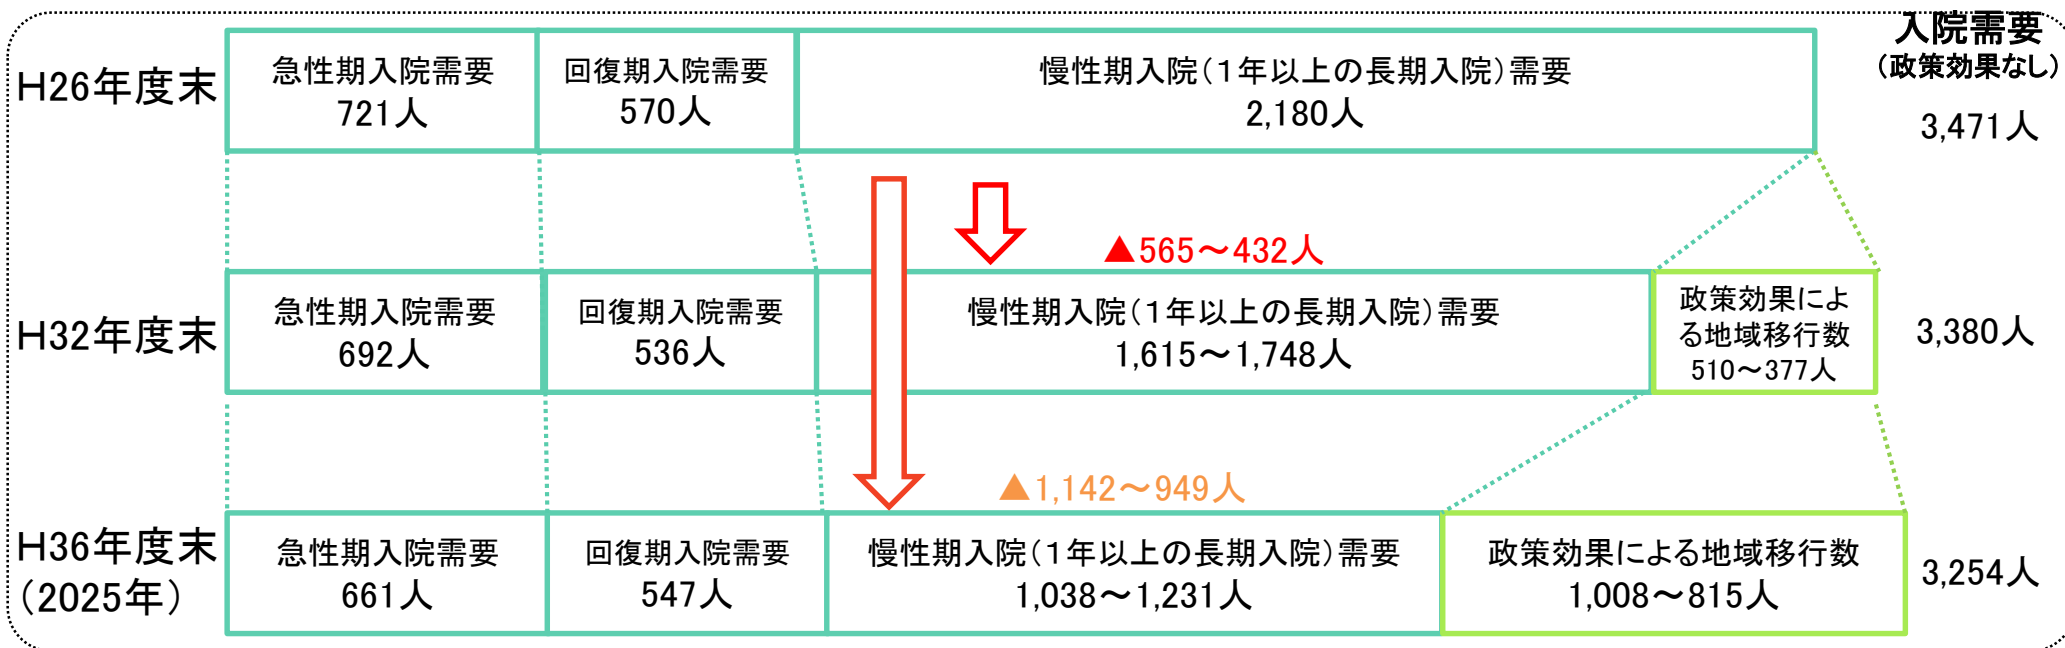 入院需要
(政策効果なし)
H26年度末
急性期入院需要
721人
回復期入院需要
570人
慢性期入院(1年以上の長期入院)需要
2,180人
3,471人
▲565～432人
H32年度末
急性期入院需要
692人
回復期入院需要
536人
慢性期入院(1年以上の長期入院)需要
1,615～1,748人
政策効果によ
る地域移行数
510～377人
3,380人
▲1,142～949人
H36年度末
(2025年)
急性期入院需要
661人
回復期入院需要
547人
慢性期入院(1年以上の長期入院)需要
1,038～1,231人
政策効果による地域移行数
1,008～815人
3,254人